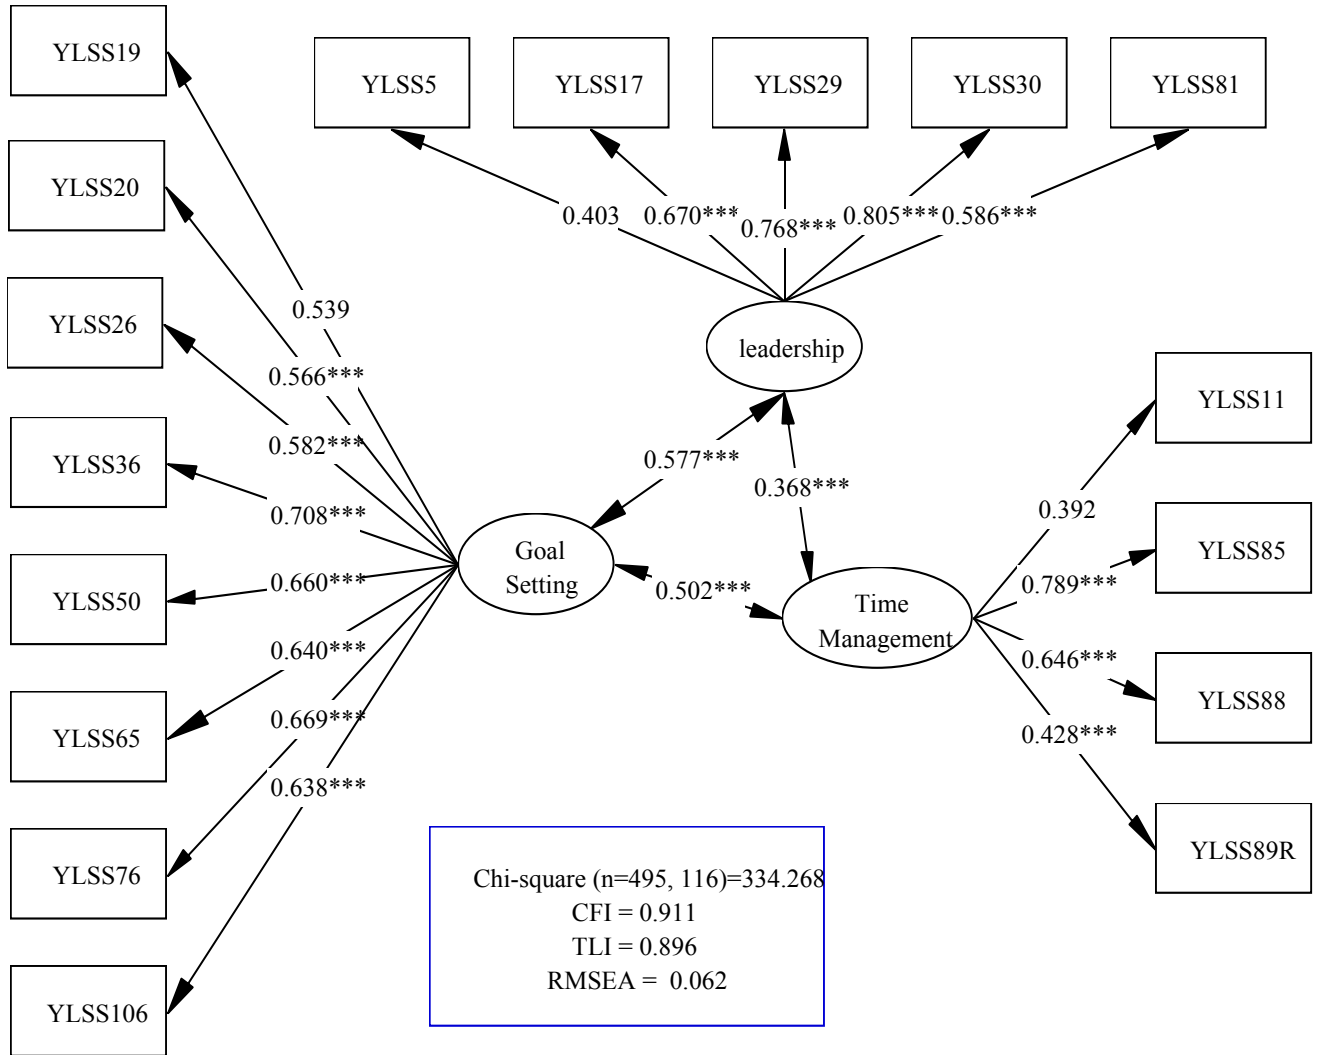 YLSS19
YLSS5
YLSS17
YLSS29
YLSS30
YLSS81
YLSS20
0.403
0.670***
0.768***
0.805***
0.586***
YLSS26
0.539
leadership
0.566***
YLSS11
0.582***
YLSS36
0.577***
0.368***
0.708***
0.392
Goal
Setting
YLSS85
YLSS50
0.660***
0.502***
0.789***
Time
Management
0.640***
0.646***
YLSS88
YLSS65
0.669***
0.428***
0.638***
YLSS89R
YLSS76
Chi-square (n=495, 116)=334.268
CFI = 0.911
TLI = 0.896
RMSEA = 0.062
YLSS106